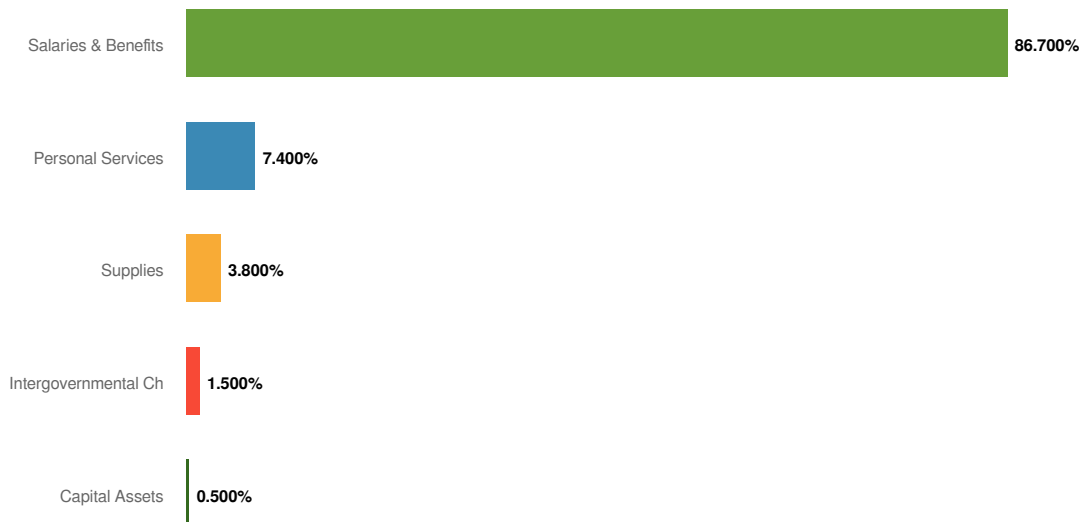 Salaries & Benefits 86.700%
Personal Services 7.400%
Supplies 3.800%
Intergovernmental Ch 1.500%
Capital Assets 0.500%